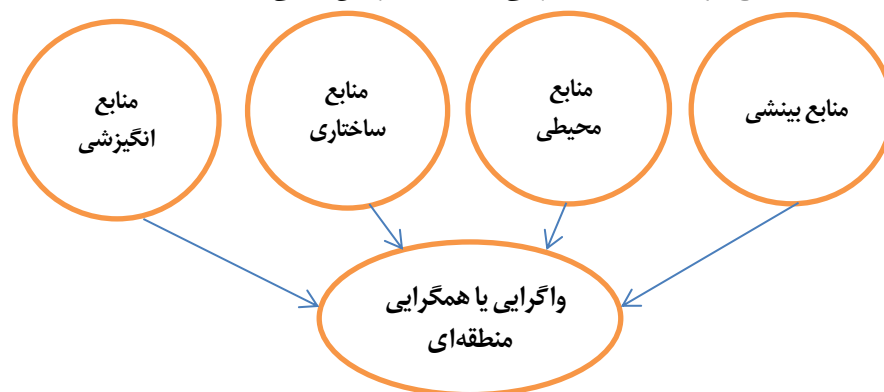 منابع بینشی
منابع
محیطی
منابع
ساختاری
منابع
انگیزشی
واگرایی یا همگرایی
منطقه‌ای